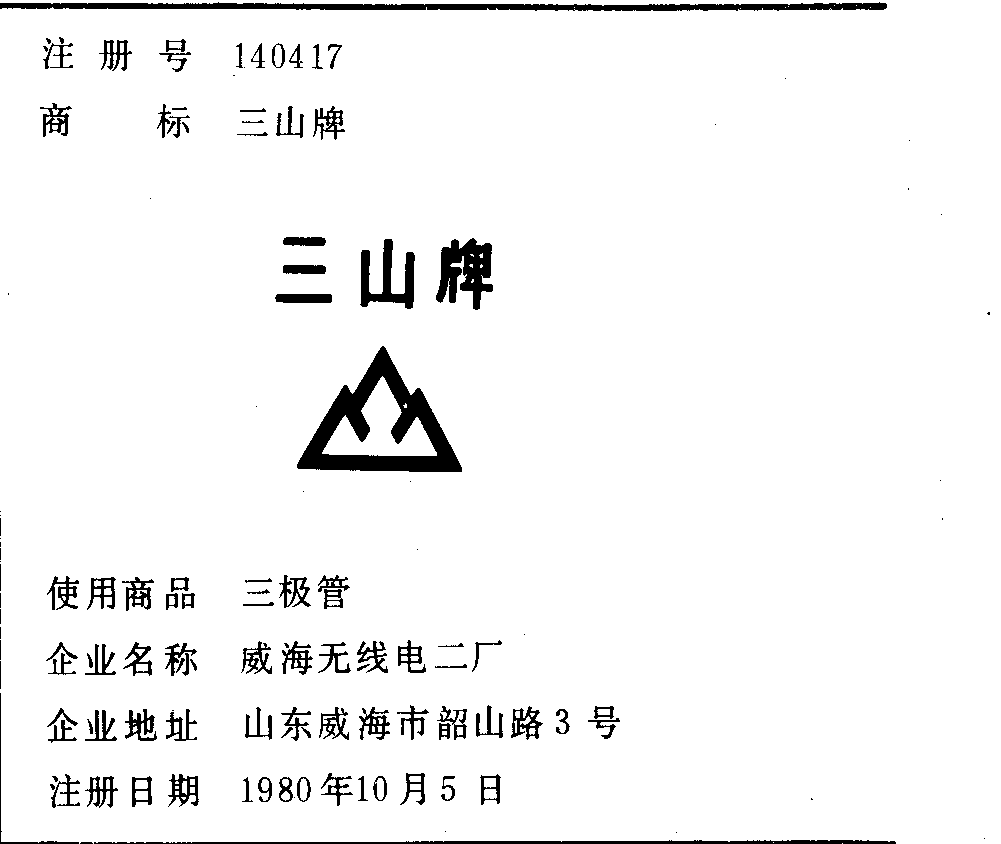 注册号 140417
商标 三山牌
三山牌
使用商品 三极管
企业名称 威海无线电二厂
企业地址 山东威海市韶山路3号
注册日期 1980年10月5日